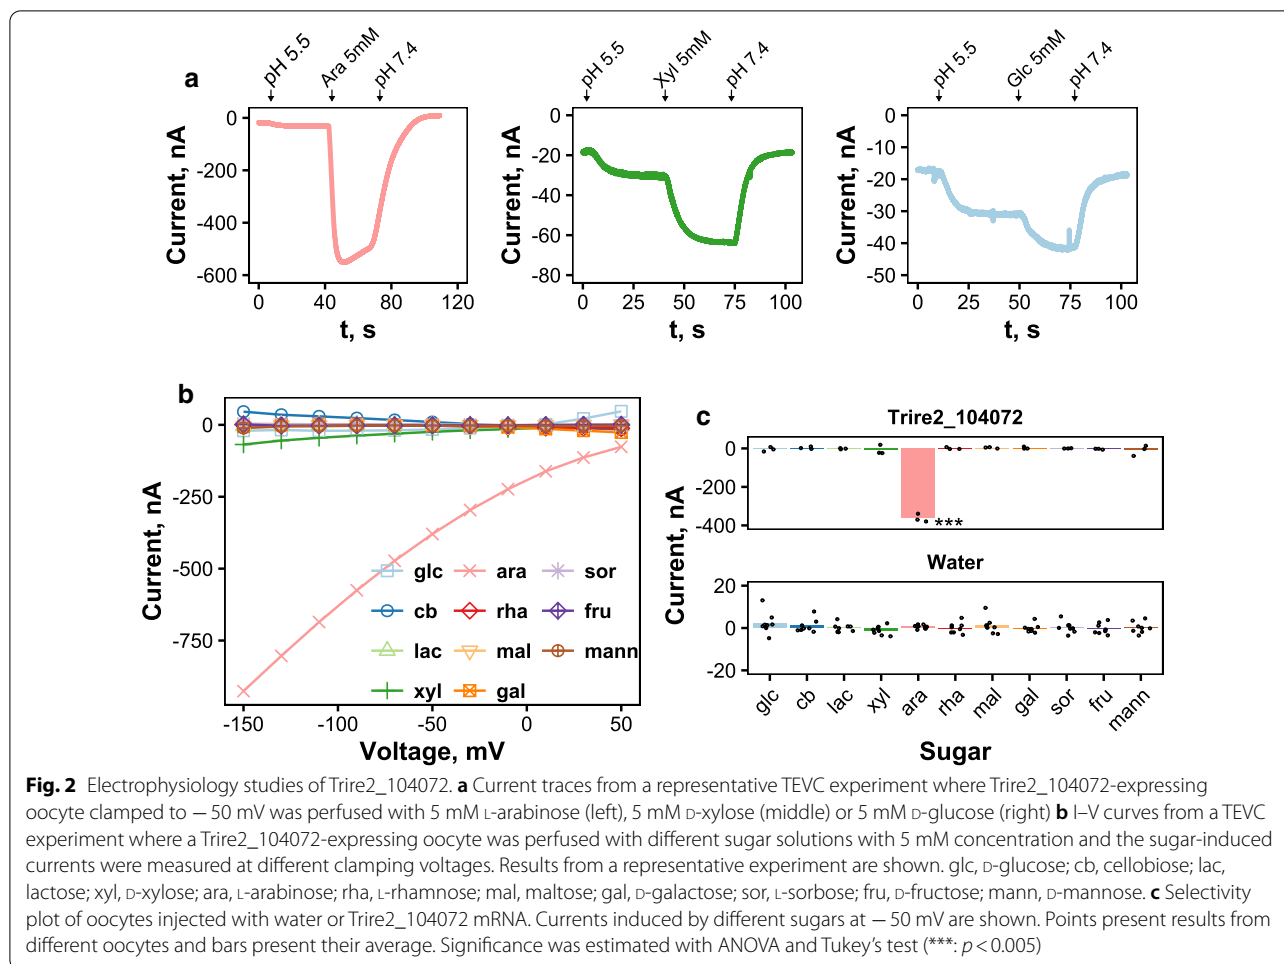 a
pH 5.5
Ara 5mM
pH 7.4
Current, nA
0
-200
-400
-600
0 40 80 120
t, s
pH 5.5
Xyl 5mM
pH 7.4
Current, nA
0
-20
-40
-60
-80
0 25 50 75 100
t, s
pH 5.5
Glc 5mM
pH 7.4
Current, nA
0
-10
-20
-30
-40
-50
0 25 50 75 100
t, s
b
Current, nA
0
-250
-500
-750
glc ara sor
cb rha fru
lac mal mann
xyl gal
-150 -100 -50 0 50
Voltage, mV
c
Trire2_104072
Current, nA
0
-200
-400
***
Water
20
0
-20
glc cb lac xyl ara rha mal gal sor fru mann
Sugar
Fig. 2 Electrophysiology studies of Trire2_104072. a Current traces from a representative TEVC experiment where Trire2_104072-expressing
oocyte clamped to − 50 mV was perfused with 5 mM L-arabinose (left), 5 mM D-xylose (middle) or 5 mM D-glucose (right) b I–V curves from a TEVC
experiment where a Trire2_104072-expressing oocyte was perfused with different sugar solutions with 5 mM concentration and the sugar-induced
currents were measured at different clamping voltages. Results from a representative experiment are shown. glc, D-glucose; cb, cellobiose; lac,
lactose; xyl, D-xylose; ara, L-arabinose; rha, L-rhamnose; mal, maltose; gal, D-galactose; sor, L-sorbose; fru, D-fructose; mann, D-mannose. c Selectivity
plot of oocytes injected with water or Trire2_104072 mRNA. Currents induced by different sugars at − 50 mV are shown. Points present results from
different oocytes and bars present their average. Significance was estimated with ANOVA and Tukey's test (***: p < 0.005)